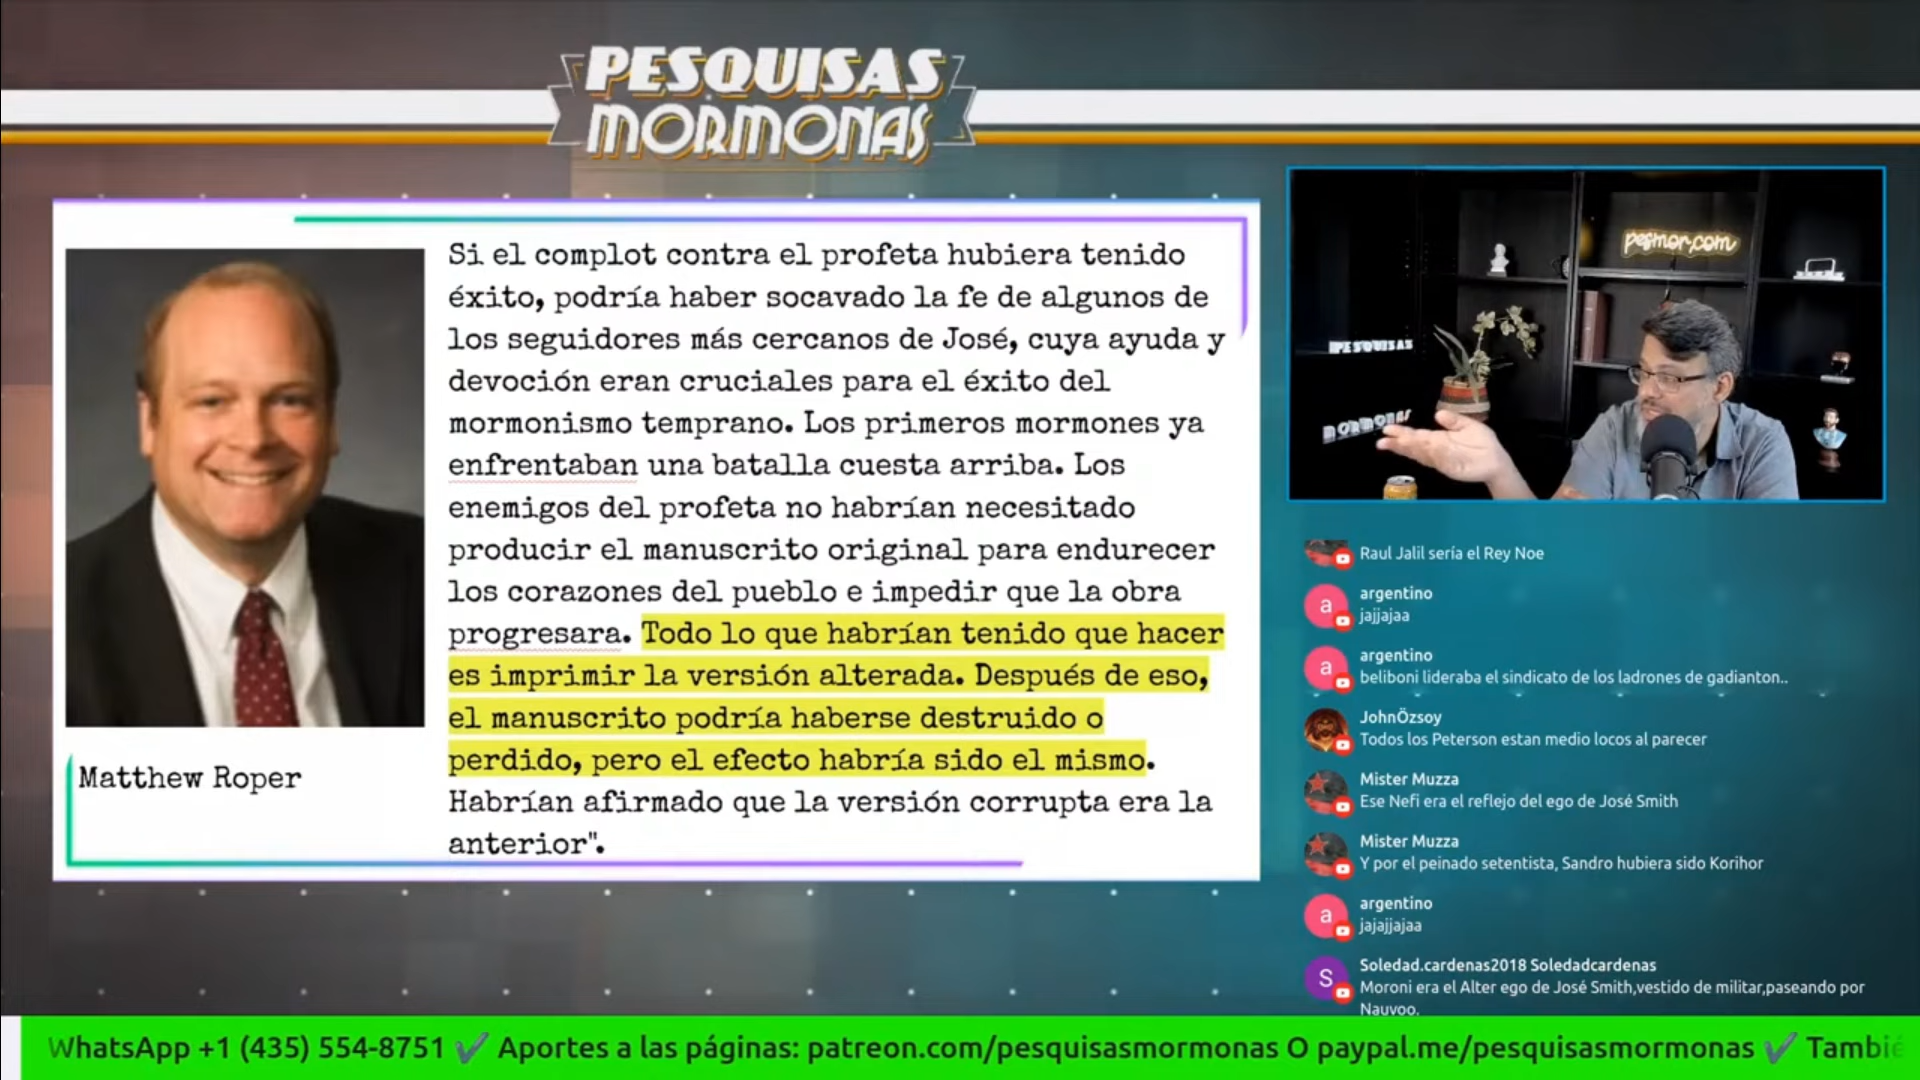 PESQUISAS
MORMONAS
Si el complot contra el profeta hubiera tenido
éxito, podría haber socavado la fe de algunos de
los seguidores más cercanos de José, cuya ayuda y
devoción eran cruciales para el éxito del
mormonismo temprano. Los primeros mormones ya
enfrentaban una batalla cuesta arriba. Los
enemigos del profeta no habrían necesitado
producir el manuscrito original para endurecer
los corazones del pueblo e impedir que la obra
progresara. Todo lo que habrían tenido que hacer
es imprimir la versión alterada. Después de eso,
el manuscrito podría haberse destruido o
perdido, pero el efecto habría sido el mismo.
Habrían afirmado que la versión corrupta era la
anterior".
Matthew Roper
pesmor.com
PESQUISAS
MORMONAS
Raul Jalil sería el Rey Noe
a
argentino
jajjajaa
a
argentino
beliboni lideraba el sindicato de los ladrones de gadianton..
JohnÖzsoy
Todos los Peterson estan medio locos al parecer
Mister Muzza
Ese Nefi era el reflejo del ego de José Smith
Mister Muzza
Y por el peinado setentista, Sandro hubiera sido Korihor
a
argentino
jajajjajaa
S
Soledad.cardenas2018 Soledadcardenas
Moroni era el Alter ego de José Smith,vestido de militar,paseando por
Nauvoo.
WhatsApp +1 (435) 554-8751 ✔ Aportes a las páginas: patreon.com/pesquisasmormonas O paypal.me/pesquisasmormonas ✔ Tambié